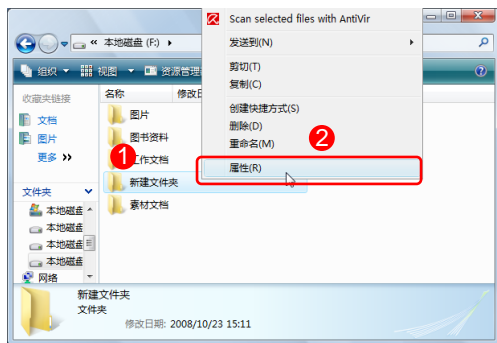 Scan selected files with AntiVir
« 本地磁盘 (F:)
发送到(N)
组织 视图 资源管理
剪切(T)
复制(C)
收藏夹链接
名称 修改日
创建快捷方式(S)
文档
图片
删除(D)
图片
图书资料
重命名(M)
2
更多 »
1
工作文档
属性(R)
新建文件夹
文件夹
素材文档
本地磁盘
本地磁盘
本地磁盘
本地磁盘
网络
新建文件夹
文件夹
修改日期: 2008/10/23 15:11